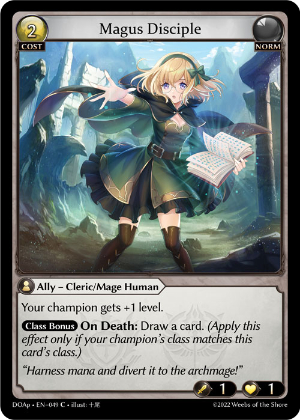 2
Magus Disciple
COST
NORM
Ally – Cleric/Mage Human
Your champion gets +1 level.
Class Bonus On Death: Draw a card. (Apply this
effect only if your champion's class matches
this card's class.)
“Harness mana and divert it to the archmage!”
1
1
DOAp • EN-049 C • illust: 十尾
©2022 Weebs of the Shore